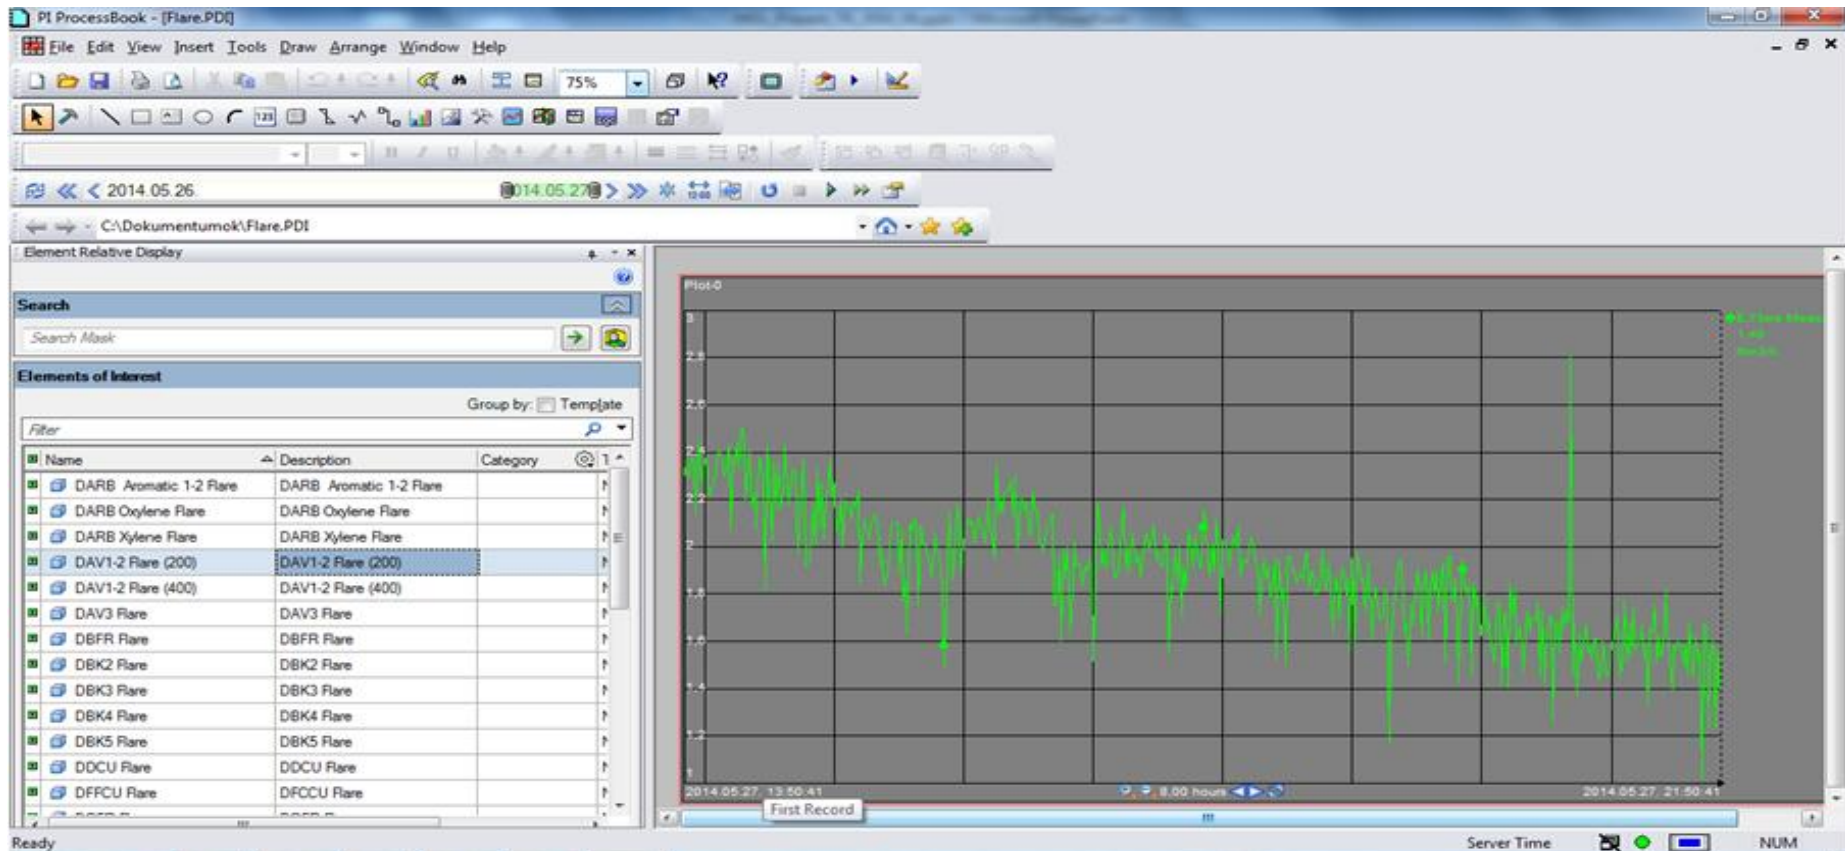 PI ProcessBook - [Flare.PDI]
File Edit View Insert Tools Draw Arrange Window Help
75%
123
2014.05.26.
014.05.27
12:00
C:\Dokumentumok\Flare.PDI
Element Relative Display
Search
Search Mask
Elements of Interest
Group by: Template
Filter
Name Description Category
DARB Aromatic 1-2 Flare DARB Aromatic 1-2 Flare
DARB Oxylene Flare DARB Oxylene Flare
DARB Xylene Flare DARB Xylene Flare
DAV1-2 Flare (200) DAV1-2 Flare (200)
DAV1-2 Flare (400) DAV1-2 Flare (400)
DAV3 Flare DAV3 Flare
DBFR Flare DBFR Flare
DBK2 Flare DBK2 Flare
DBK3 Flare DBK3 Flare
DBK4 Flare DBK4 Flare
DBK5 Flare DBK5 Flare
DDCU Flare DDCU Flare
DFFCU Flare DFCCU Flare
Plot-0
3
2.8
2.6
2.4
2.2
2
1.8
1.6
1.4
1.2
1
2014.05.27. 13:50:41 8.00 hours 2014.05.27. 21:50:41
First Record
Ready Server Time NUM